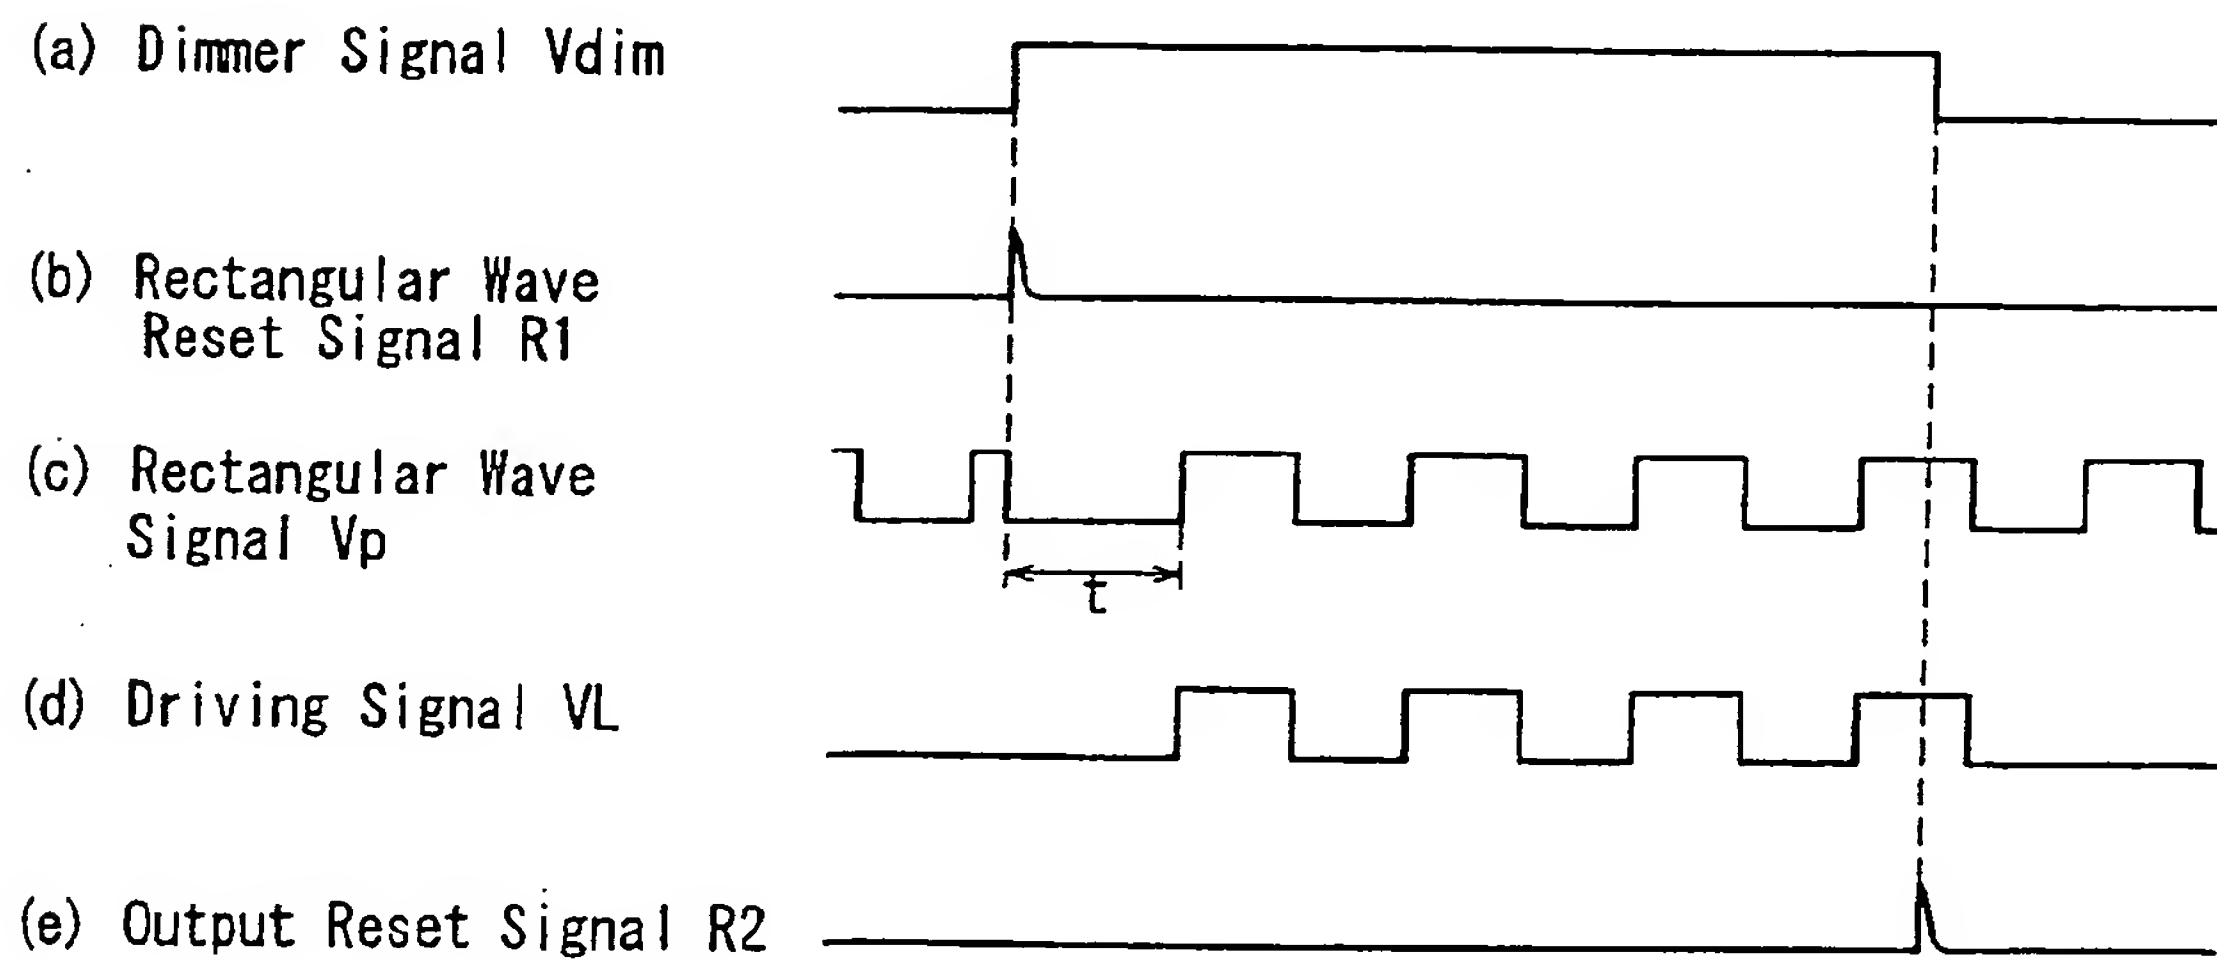 (a) Dimmer Signal Vdim
(b) Rectangular Wave
Reset Signal R1
(c) Rectangular Wave
Signal Vp
t
(d) Driving Signal VL
(e) Output Reset Signal R2